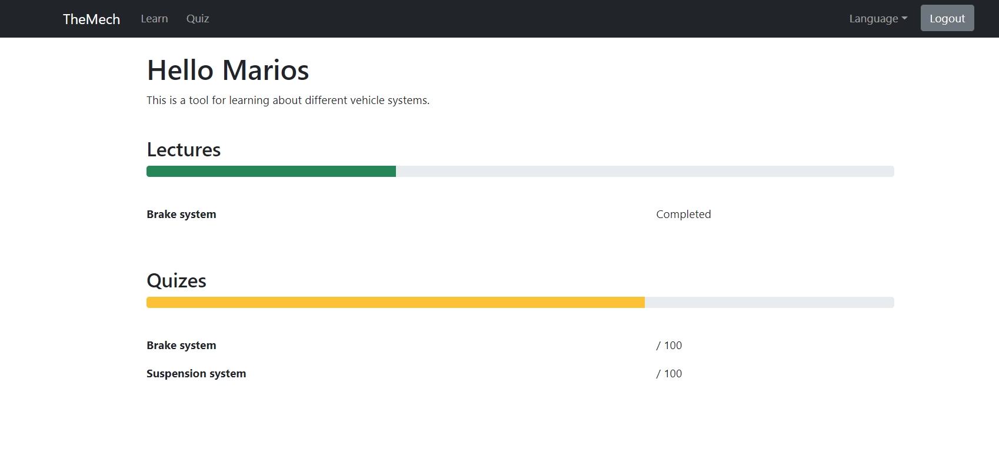 TheMech Learn Quiz Language Logout
Hello Marios
This is a tool for learning about different vehicle systems.
Lectures
Brake system Completed
Quizes
Brake system / 100
Suspension system / 100